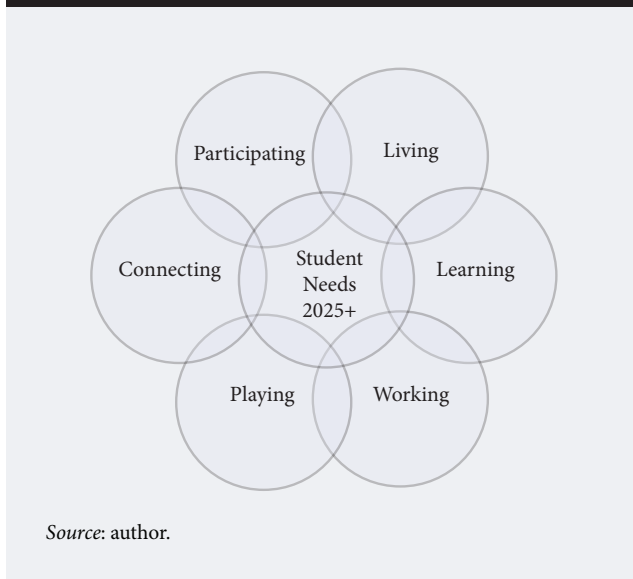 Participating
Living
Connecting
Student
Needs
2025+
Learning
Playing
Working
Source: author.